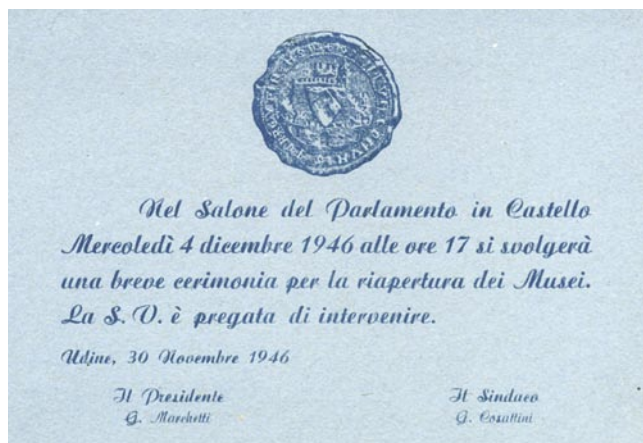 Nel Salone del Parlamento in Castello
Mercoledì 4 dicembre 1946 alle ore 17 si svolgerà
una breve cerimonia per la riapertura dei Musei.
La S. V. è pregata di intervenire.
Udine, 30 Novembre 1946
Il Presidente
G. Marchetti
Il Sindaco
G. Cosattini